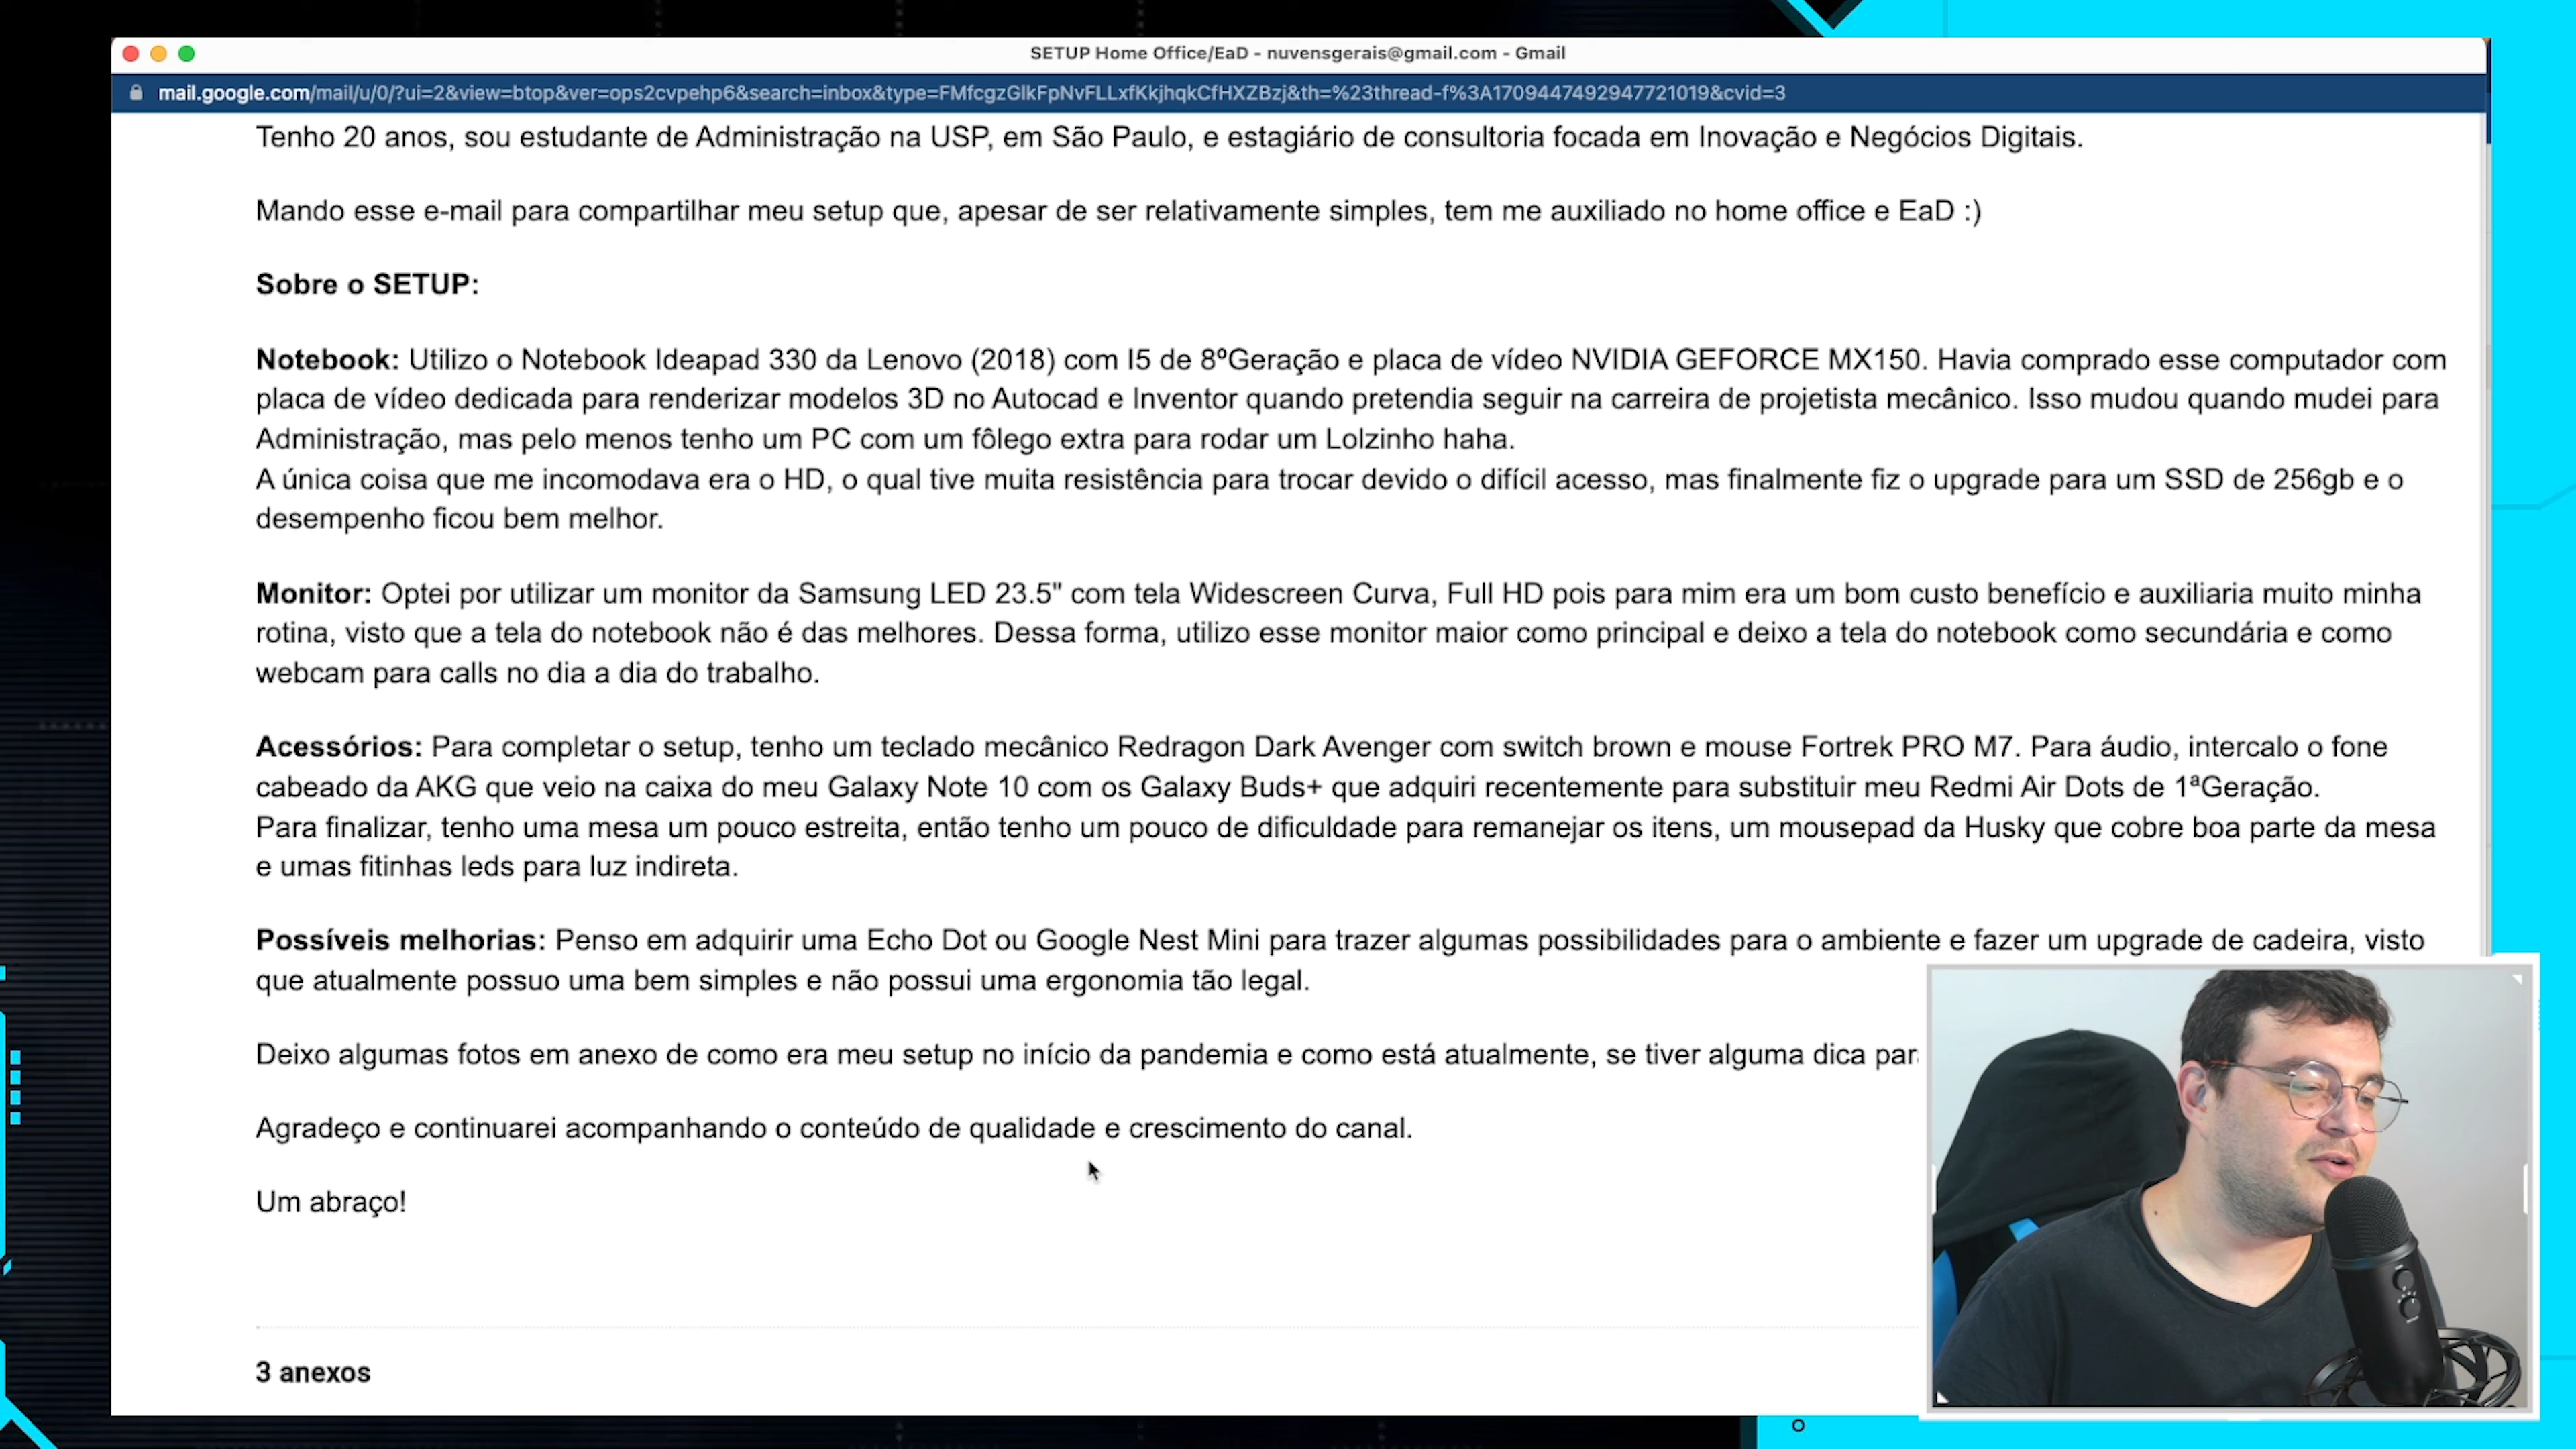 SETUP Home Office/EaD - nuvensgerais@gmail.com - Gmail
mail.google.com/mail/u/0/?ui=2&view=btop&ver=ops2cvpehp6&search=inbox&type=FMfcgzGlkFpNvFLLxfKkjhqkCfHXZBzj&th=%23thread-f%3A1709447492947721019&cvid=3
Tenho 20 anos, sou estudante de Administração na USP, em São Paulo, e estagiário de consultoria focada em Inovação e Negócios Digitais.
Mando esse e-mail para compartilhar meu setup que, apesar de ser relativamente simples, tem me auxiliado no home office e EaD :)
Sobre o SETUP:
Notebook: Utilizo o Notebook Ideapad 330 da Lenovo (2018) com I5 de 8ºGeração e placa de vídeo NVIDIA GEFORCE MX150. Havia comprado esse computador com
placa de vídeo dedicada para renderizar modelos 3D no Autocad e Inventor quando pretendia seguir na carreira de projetista mecânico. Isso mudou quando mudei para
Administração, mas pelo menos tenho um PC com um fôlego extra para rodar um Lolzinho haha.
A única coisa que me incomodava era o HD, o qual tive muita resistência para trocar devido o difícil acesso, mas finalmente fiz o upgrade para um SSD de 256gb e o
desempenho ficou bem melhor.
Monitor: Optei por utilizar um monitor da Samsung LED 23.5" com tela Widescreen Curva, Full HD pois para mim era um bom custo benefício e auxiliaria muito minha
rotina, visto que a tela do notebook não é das melhores. Dessa forma, utilizo esse monitor maior como principal e deixo a tela do notebook como secundária e como
webcam para calls no dia a dia do trabalho.
Acessórios: Para completar o setup, tenho um teclado mecânico Redragon Dark Avenger com switch brown e mouse Fortrek PRO M7. Para áudio, intercalo o fone
cabeado da AKG que veio na caixa do meu Galaxy Note 10 com os Galaxy Buds+ que adquiri recentemente para substituir meu Redmi Air Dots de 1ªGeração.
Para finalizar, tenho uma mesa um pouco estreita, então tenho um pouco de dificuldade para remanejar os itens, um mousepad da Husky que cobre boa parte da mesa
e umas fitinhas leds para luz indireta.
Possíveis melhorias: Penso em adquirir uma Echo Dot ou Google Nest Mini para trazer algumas possibilidades para o ambiente e fazer um upgrade de cadeira, visto
que atualmente possuo uma bem simples e não possui uma ergonomia tão legal.
Deixo algumas fotos em anexo de como era meu setup no início da pandemia e como está atualmente, se tiver alguma dica
Agradeço e continuarei acompanhando o conteúdo de qualidade e crescimento do canal.
Um abraço!
3 anexos